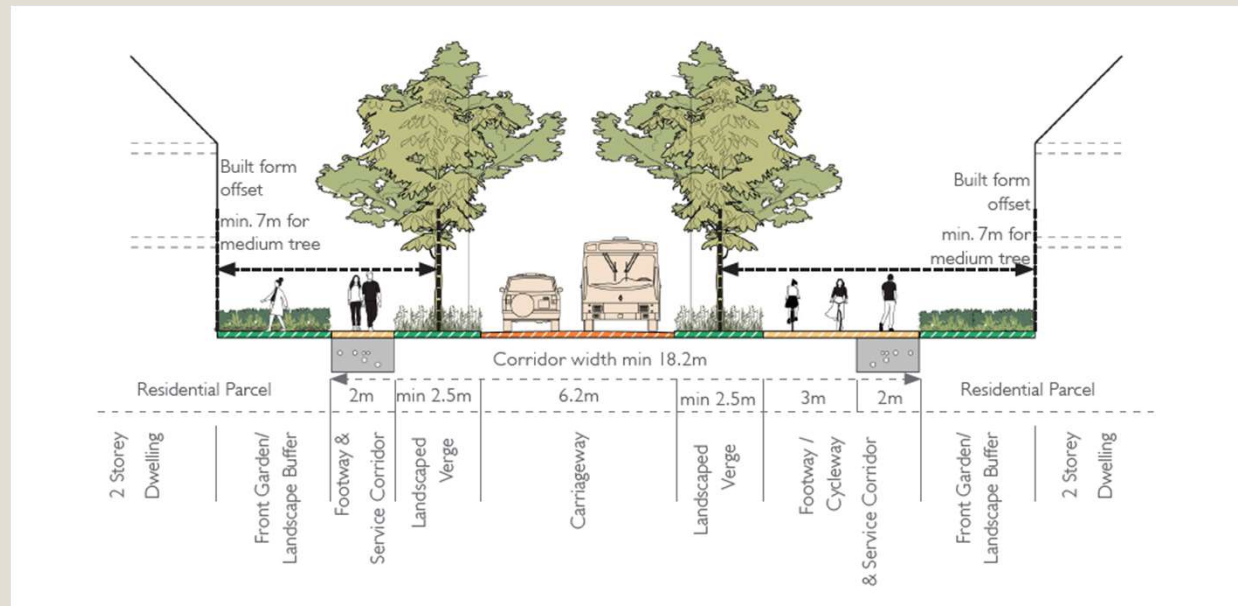 Built form
offset
min. 7m for
medium tree
Built form
offset
min. 7m for
medium tree
Corridor width min 18.2m
Residential Parcel
2m
min 2.5m
6.2m
min 2.5m
3m
2m
Residential Parcel
2 Storey
Dwelling
Front Garden/
Landscape Buffer
Footway &
Service Corridor
Landscaped
Verge
Carriageway
Landscaped
Verge
Footway /
Cycleway
& Service Corridor
Front Garden/
Landscape Buffer
2 Storey
Dwelling